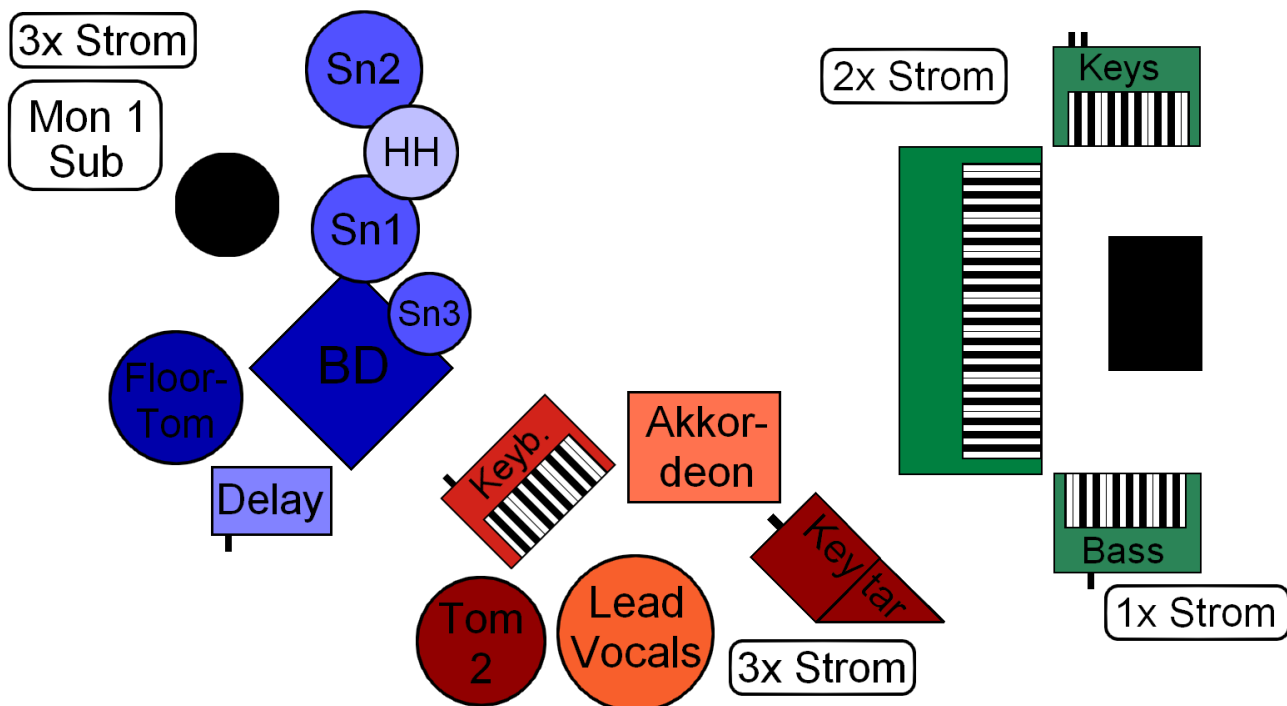 3x Strom
Mon 1
Sub
Sn2
HH
Sn1
Sn3
BD
Floor-
Tom
Delay
2x Strom
Keys
Keyb.
Akkor-
deon
Key
tar
Bass
1x Strom
Tom
2
Lead
Vocals
3x Strom